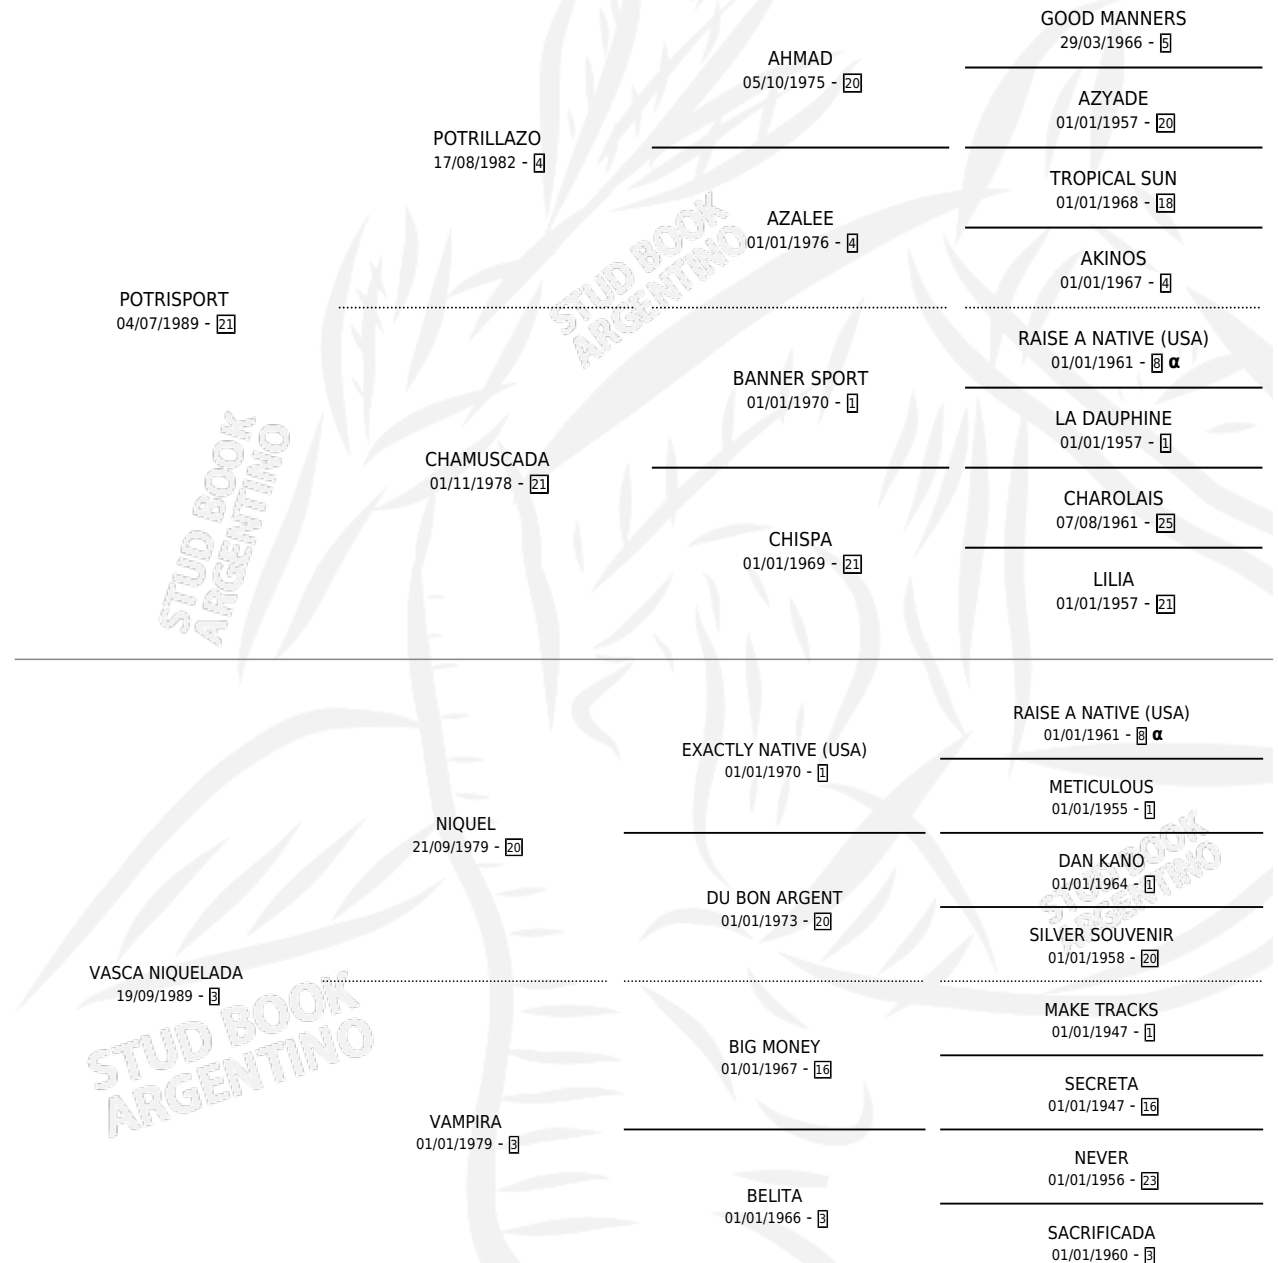 GOOD MANNERS
29/03/1966 - 5
AHMAD
05/10/1975 - 20
AZYADE
01/01/1957 - 20
POTRILLAZO
17/08/1982 - 4
TROPICAL SUN
01/01/1968 - 18
AZALEE
01/01/1976 - 4
AKINOS
01/01/1967 - 4
POTRISPORT
04/07/1989 - 21
RAISE A NATIVE (USA)
01/01/1961 - 8 α
BANNER SPORT
01/01/1970 - 1
LA DAUPHINE
01/01/1957 - 1
CHAMUSCADA
01/11/1978 - 21
CHAROLAIS
07/08/1961 - 25
CHISPA
01/01/1969 - 21
LILIA
01/01/1957 - 21
STUD BOOK
ARGENTINO
STUD BOOK
ARGENTINO
RAISE A NATIVE (USA)
01/01/1961 - 8 α
EXACTLY NATIVE (USA)
01/01/1970 - 1
METICULOUS
01/01/1955 - 1
NIQUEL
21/09/1979 - 20
DAN KANO
01/01/1964 - 1
DU BON ARGENT
01/01/1973 - 20
SILVER SOUVENIR
01/01/1958 - 20
VASCA NIQUELADA
19/09/1989 - 3
MAKE TRACKS
01/01/1947 - 1
BIG MONEY
01/01/1967 - 16
SECRETA
01/01/1947 - 16
VAMPIRA
01/01/1979 - 3
NEVER
01/01/1956 - 23
BELITA
01/01/1966 - 3
SACRIFICADA
01/01/1960 - 3
STUD BOOK
ARGENTINO
STUD BOOK
ARGENTINO